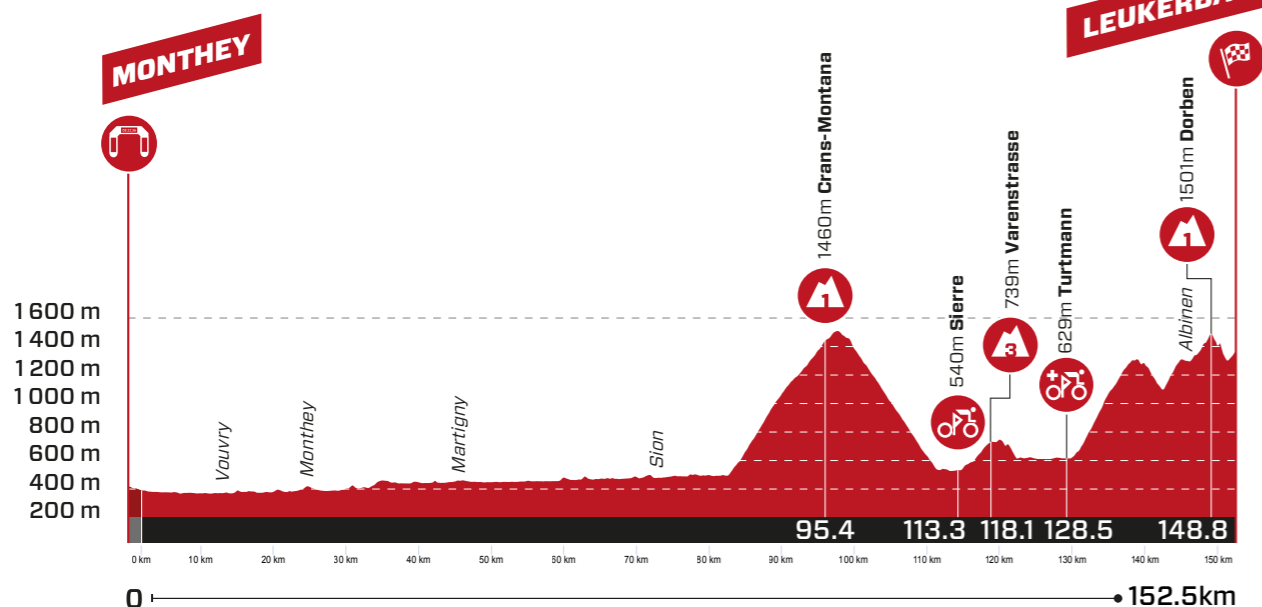 MONTHEY
1600 m
1400 m
1200 m
1000 m
800 m
600 m
400 m
200 m
Vouvry
Monthey
Martigny
Sion
1460m Crans-Montana
1
540m Sierre
739m Varenstrasse
3
629m Turtmann
Albinen
1501m Dorben
1
95.4
113.3
118.1
128.5
148.8
0 km
10 km
20 km
30 km
40 km
50 km
60 km
70 km
80 km
90 km
100 km
110 km
120 km
130 km
140 km
150 km
0
152.5km